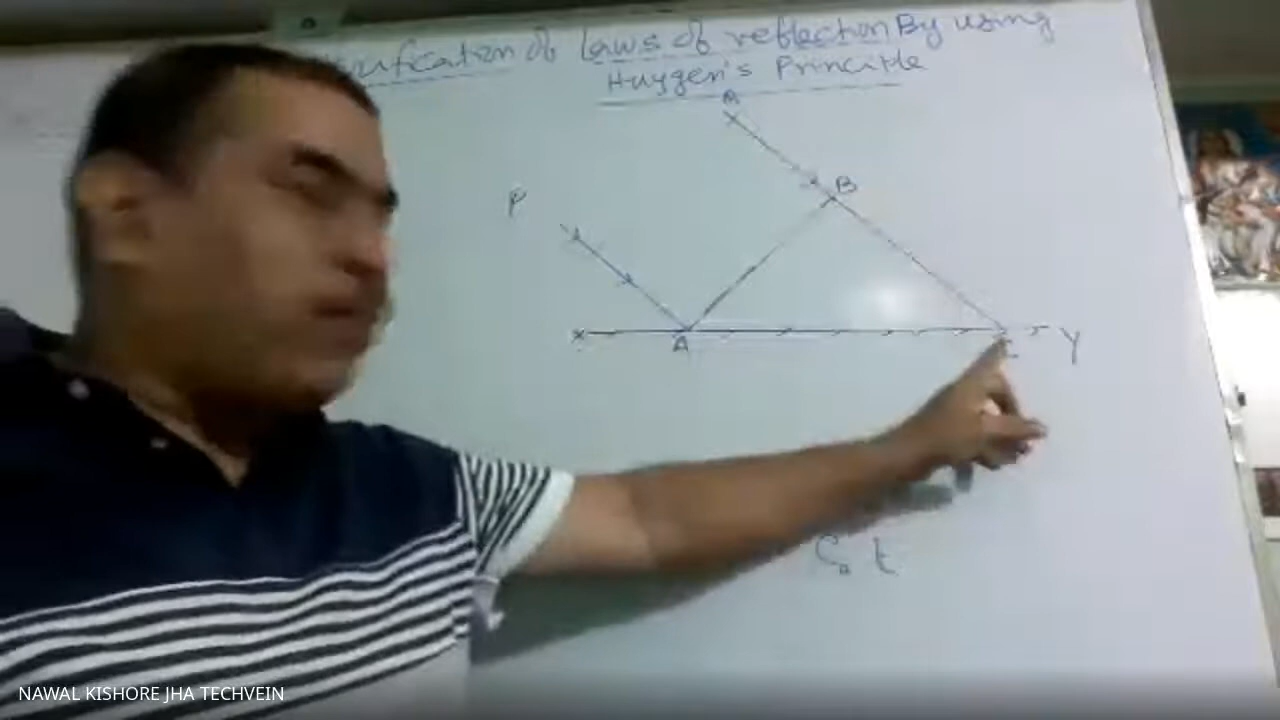 of Laws of reflection By using
Huygen's Principle
B
P
X A Y
C, t
NAWAL KISHORE JHA TECHVEIN